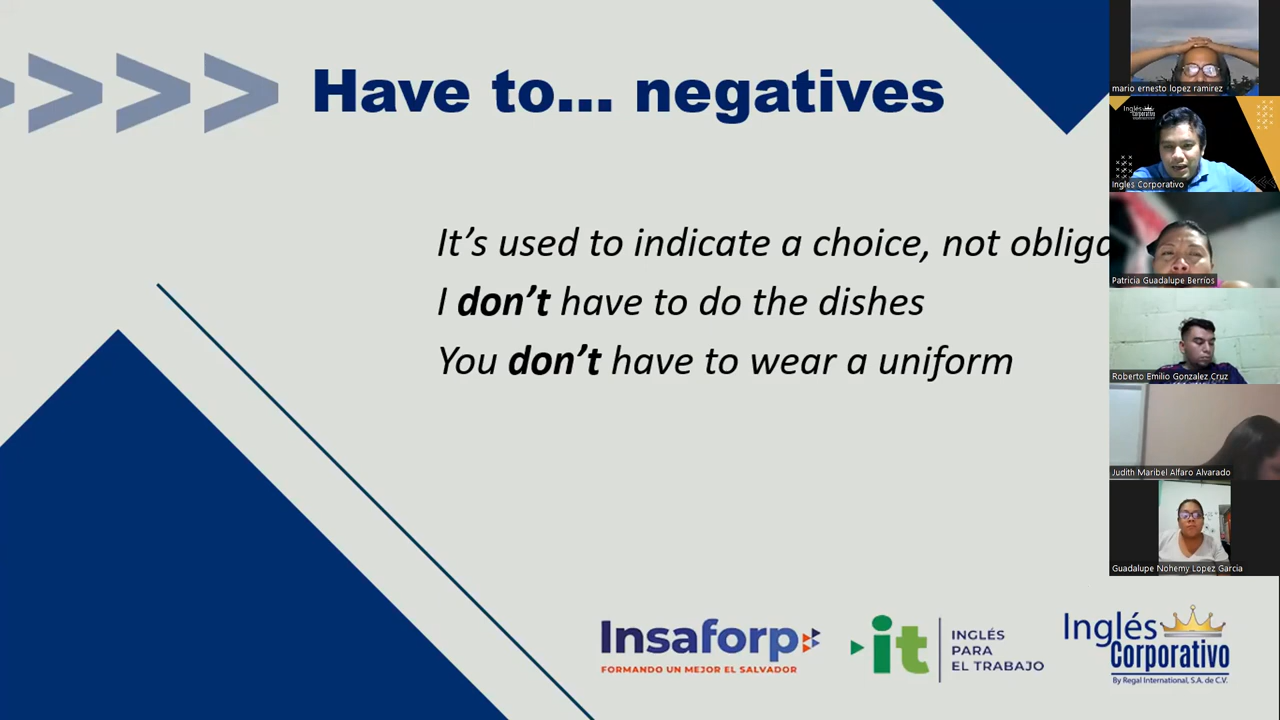 Have to... negatives
It's used to indicate a choice, not obliga
I don't have to do the dishes
You don't have to wear a uniform
mario ernesto lopez ramirez
Inglés
Corporativo
Ingles Corporativo
Patricia Guadalupe Berríos
Roberto Emilio Gonzalez Cruz
Judith Maribel Alfaro Alvarado
Guadalupe Nohemy Lopez Garcia
Insaforp
FORMANDO UN MEJOR EL SALVADOR
it
INGLÉS
PARA
EL TRABAJO
Inglés
Corporativo
By Regal International, S.A. de C.V.